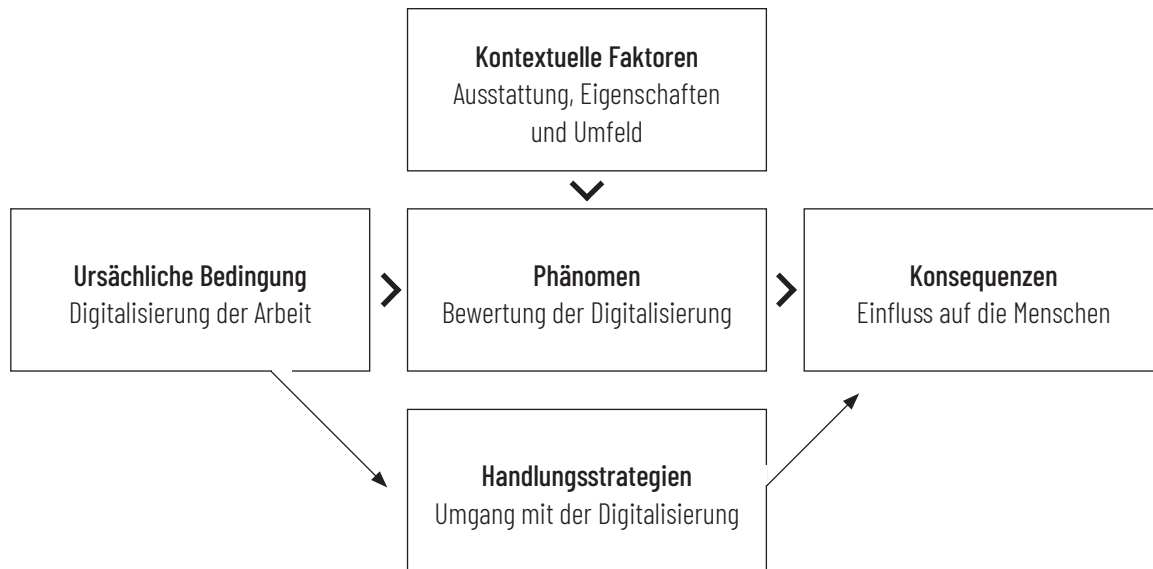 Kontextuelle Faktoren
Ausstattung, Eigenschaften
und Umfeld
Ursächliche Bedingung
Digitalisierung der Arbeit
Phänomen
Bewertung der Digitalisierung
Konsequenzen
Einfluss auf die Menschen
Handlungsstrategien
Umgang mit der Digitalisierung